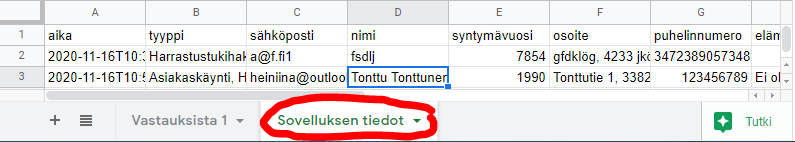 A B C D E F G
1 aika tyyppi sähköposti nimi syntymävuosi osoite puhelinnumero eläm
2 2020-11-16T10:3 Harrastustukihak a@f.fi1 fsdlj 7854 gfdklög, 4233 jkö 3472389057348
3 2020-11-16T10:5 Asiakaskäynti, H heiniina@outloo Tonttu Tonttunen 1990 Tonttutie 1, 3382 123456789 Ei ol
Vastauksista 1 Sovelluksen tiedot Tutki